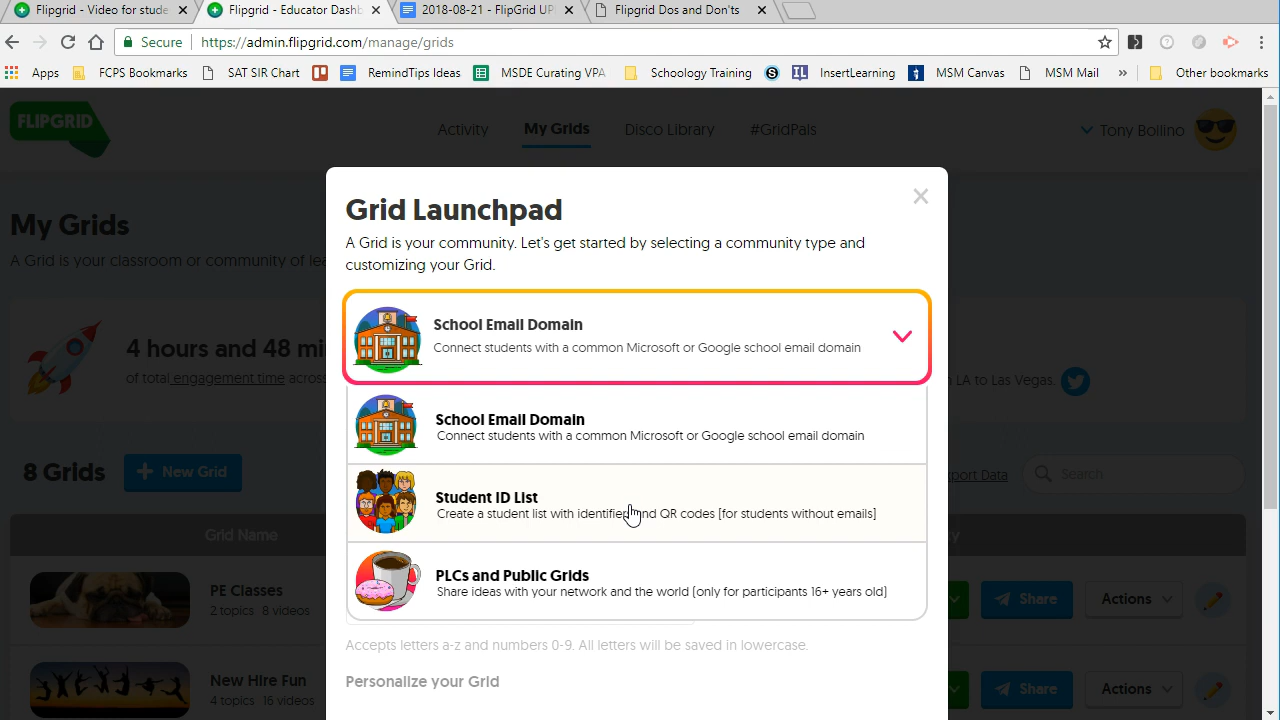 Flipgrid - Video for stude
Flipgrid - Educator Dashb
2018-08-21 - FlipGrid UP
Flipgrid Dos and Don'ts
Secure
https://admin.flipgrid.com/manage/grids
Apps
FCPS Bookmarks
SAT SIR Chart
RemindTips Ideas
MSDE Curating VPA
Schoology Training
InsertLearning
MSM Canvas
MSM Mail
»
Other bookmarks
FLIPGRID
Activity
My Grids
Disco Library
#GridPals
Tony Bollino
My Grids
A Grid is your classroom or community of lea
4 hours and 48 mi
of total engagement time across
LA to Las Vegas.
8 Grids
+ New Grid
port Data
Search
Grid Name
y
PE Classes
2 topics 8 videos
Share
Actions
New Hire Fun
4 topics 16 videos
Share
Actions
Grid Launchpad
A Grid is your community. Let's get started by selecting a community type and
customizing your Grid.
School Email Domain
Connect students with a common Microsoft or Google school email domain
School Email Domain
Connect students with a common Microsoft or Google school email domain
Student ID List
Create a student list with identifier and QR codes [for students without emails]
PLCs and Public Grids
Share ideas with your network and the world (only for participants 16+ years old)
Accepts letters a-z and numbers 0-9. All letters will be saved in lowercase.
Personalize your Grid